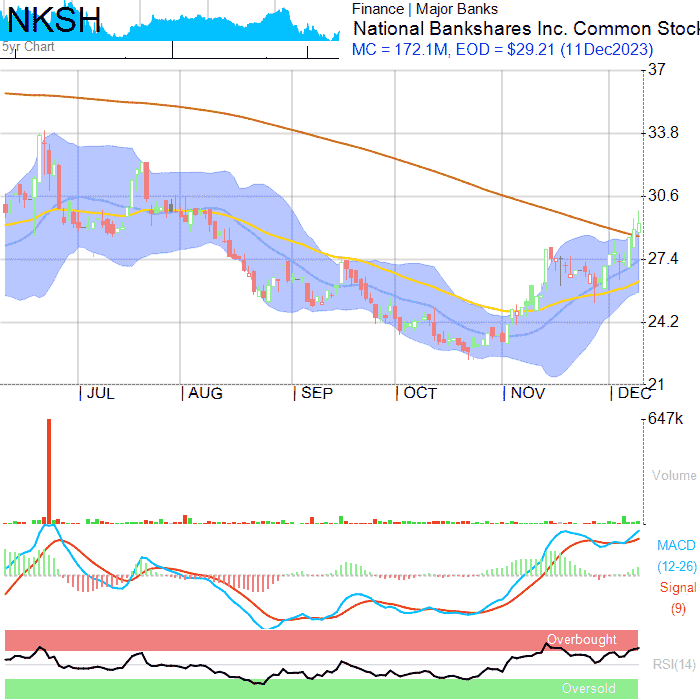 NKSH
Finance | Major Banks
National Bankshares Inc. Common Stoc
MC = 172.1M, EOD = $29.21 (11Dec2023)
5yr Chart
37
33.8
30.6
27.4
24.2
21
JUL AUG SEP OCT NOV DEC
647k
Volume
MACD
(12-26)
Signal
(9)
Overbought
RSI(14)
Oversold